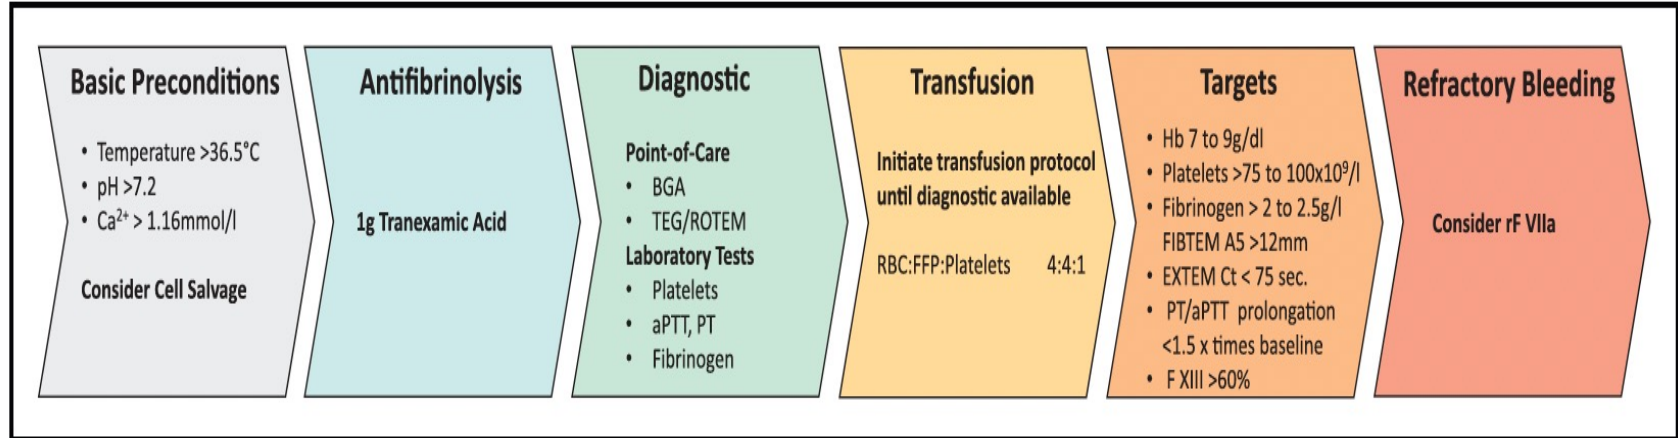 Basic Preconditions
• Temperature >36.5°C
• pH >7.2
• Ca²⁺ > 1.16mmol/l
Consider Cell Salvage
Antifibrinolysis
1g Tranexamic Acid
Diagnostic
Point-of-Care
• BGA
• TEG/ROTEM
Laboratory Tests
• Platelets
• aPTT, PT
• Fibrinogen
Transfusion
Initiate transfusion protocol
until diagnostic available
RBC:FFP:Platelets 4:4:1
Targets
• Hb 7 to 9g/dl
• Platelets >75 to 100x10⁹/l
• Fibrinogen > 2 to 2.5g/l
FIBTEM A5 >12mm
• EXTEM Ct < 75 sec.
• PT/aPTT prolongation
<1.5 x times baseline
• F XIII >60%
Refractory Bleeding
Consider rF VIIa